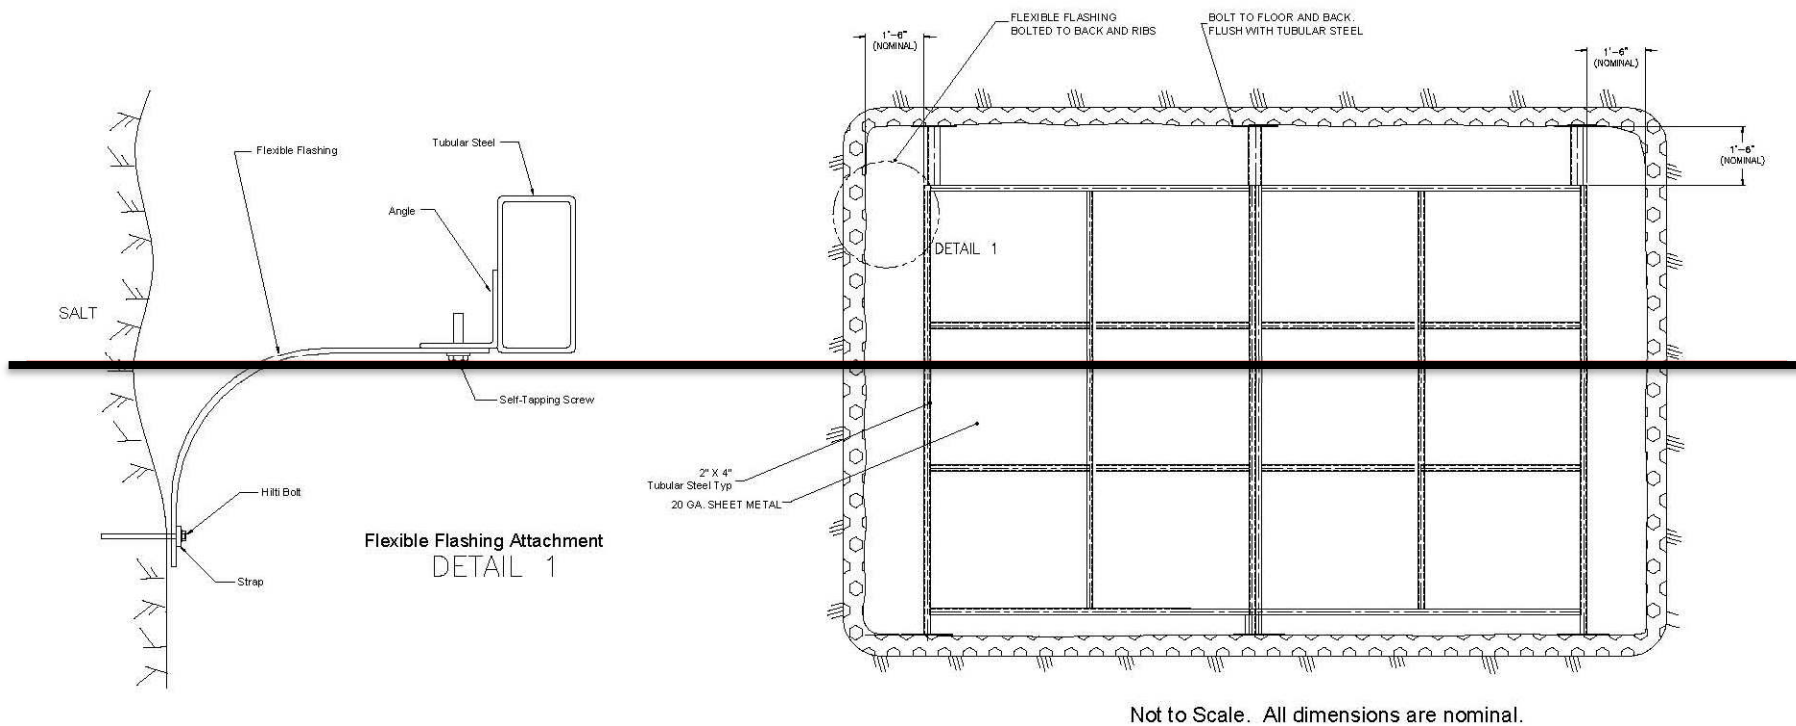 FLEXIBLE FLASHING
BOLTED TO BACK AND RIBS
BOLT TO FLOOR AND BACK.
FLUSH WITH TUBULAR STEEL
1'-6"
(NOMINAL)
1'-6"
(NOMINAL)
1'-6"
(NOMINAL)
Flexible Flashing
Tubular Steel
Angle
DETAIL 1
SALT
Self-Tapping Screw
2" X 4"
Tubular Steel Typ
20 GA. SHEET METAL
Hilti Bolt
Strap
Flexible Flashing Attachment
DETAIL 1
Not to Scale. All dimensions are nominal.